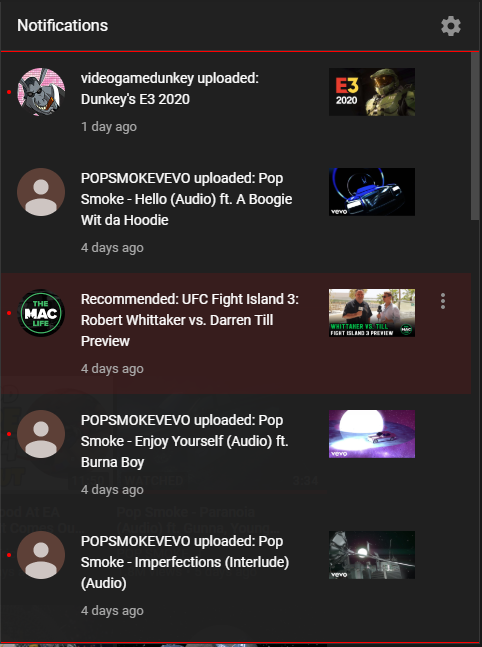 Notifications
videogamedunkey uploaded:
Dunkey's E3 2020
1 day ago
E3
2020
POPSMOKEVEVO uploaded: Pop
Smoke - Hello (Audio) ft. A Boogie
Wit da Hoodie
4 days ago
vevo
THE
MAC
LIFE
Recommended: UFC Fight Island 3:
Robert Whittaker vs. Darren Till
Preview
4 days ago
WHITTAKER VS. TILL
FIGHT ISLAND 3 PREVIEW
MAC
POPSMOKEVEVO uploaded: Pop
Smoke - Enjoy Yourself (Audio) ft.
Burna Boy
4 days ago
vevo
POPSMOKEVEVO uploaded: Pop
Smoke - Imperfections (Interlude)
(Audio)
4 days ago
vevo